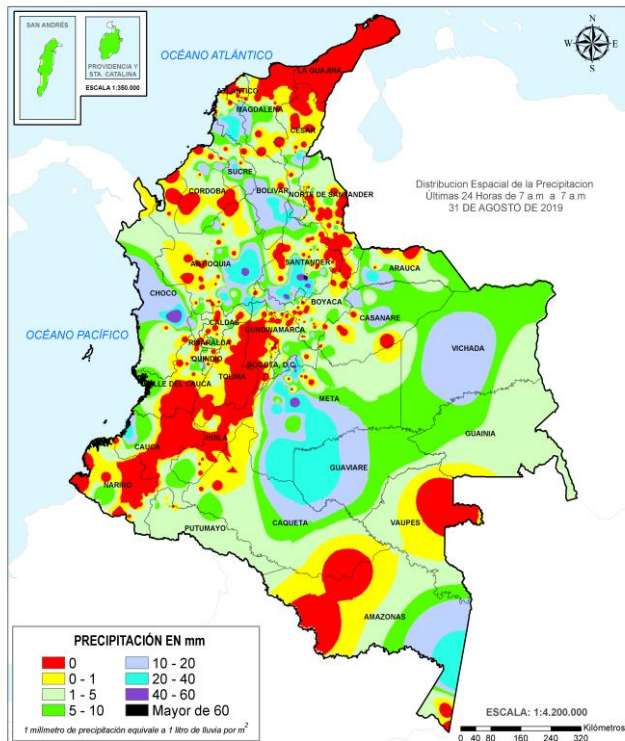 SAN ANDRÉS
PROVIDENCIA Y
STA. CATALINA
ESCALA 1:350.000
OCÉANO ATLÁNTICO
N
W
E
S
LA GUAJIRA
ATLÁNTICO
MAGDALENA
CESAR
SUCRE
CORDOBA
BOLIVAR
NORTE DE SANTANDER
Distribucion Espacial de la Precipitacion
Últimas 24 Horas de 7 a.m a 7 a.m
31 DE AGOSTO DE 2019
ANTIOQUIA
SANTANDER
ARAUCA
CHOCO
BOYACA
CASANARE
OCÉANO PACÍFICO
CALDAS
CUNDINAMARCA
VICHADA
RISARALDA
QUINDIO
BOGOTA, D.C.
TOLIMA
VALLE DEL CAUCA
META
GUAINIA
CAUCA
HUILA
GUAVIARE
NARIÑO
VAUPES
PUTUMAYO
CAQUETA
AMAZONAS
PRECIPITACIÓN EN mm
0
10 - 20
0 - 1
20 - 40
1 - 5
40 - 60
5 - 10
Mayor de 60
1 milimetro de precipitación equivale a 1 litro de lluvia por m²
ESCALA: 1:4.200.000
Kilómetros
0 40 80 160 240 320